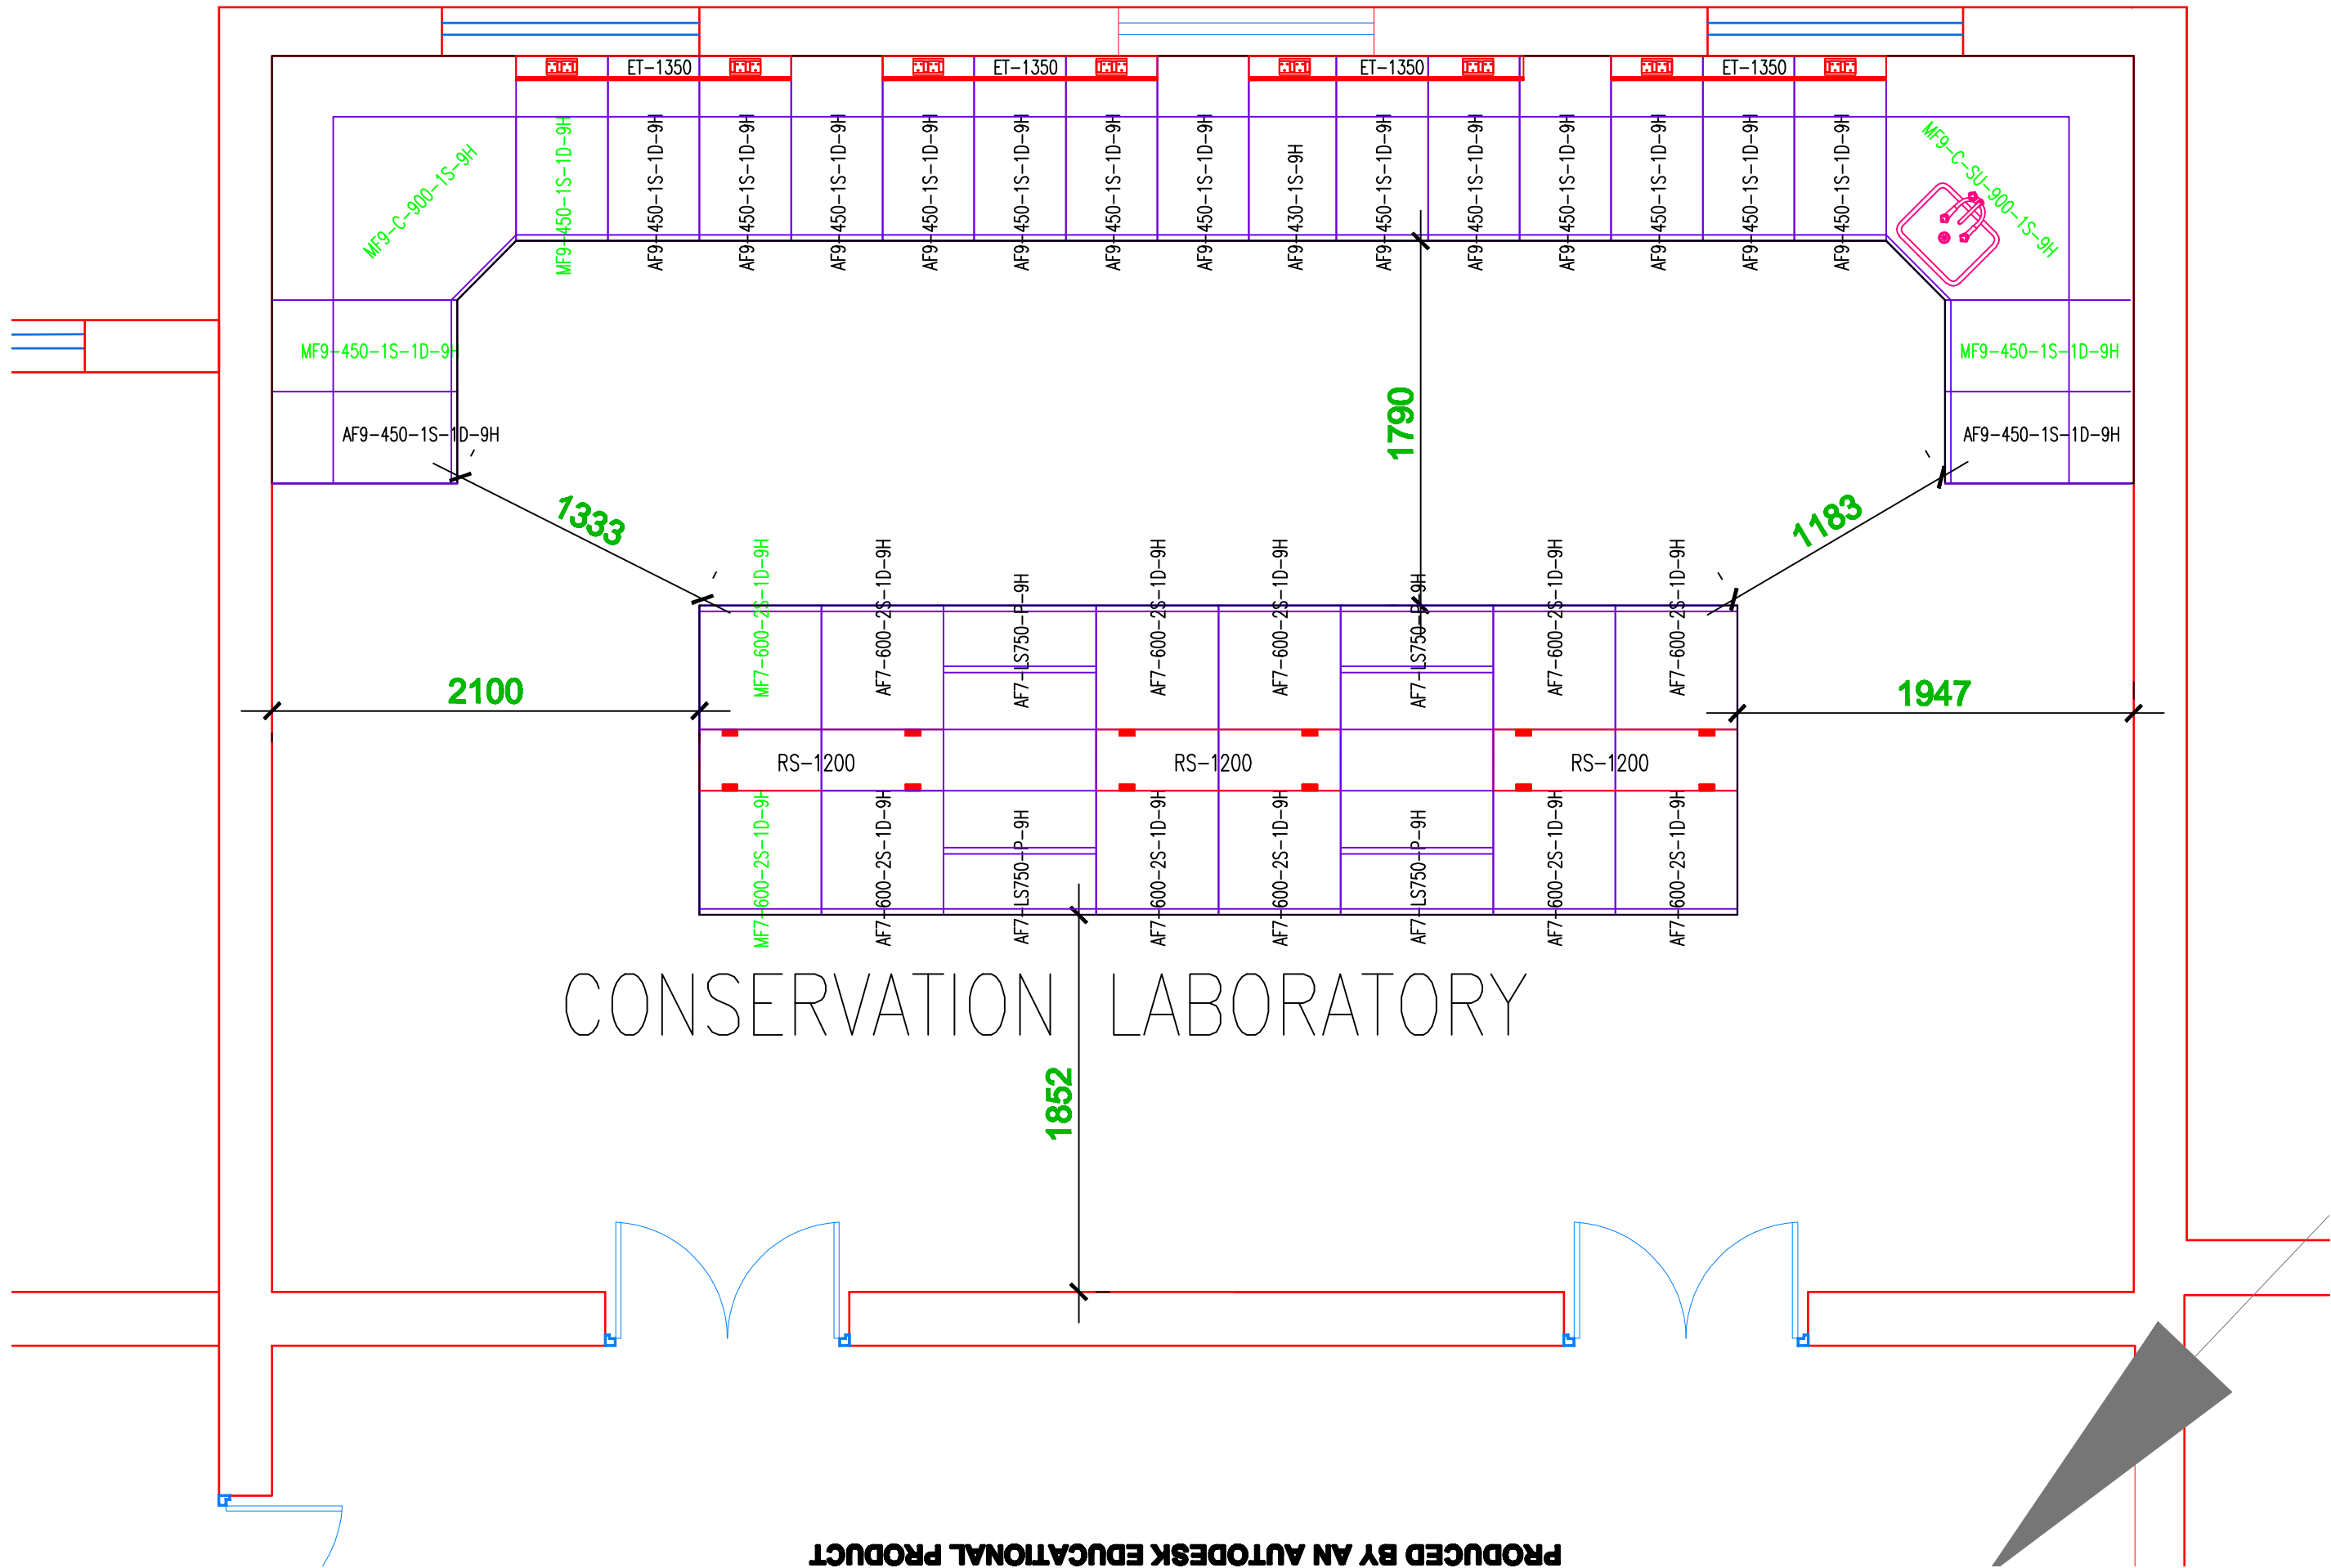 ET-1350
ET-1350
ET-1350
ET-1350
MF9-C-900-1S-9H
MF9-450-1S-1D-9H
AF9-450-1S-1D-9H
AF9-450-1S-1D-9H
AF9-450-1S-1D-9H
AF9-450-1S-1D-9H
AF9-450-1S-1D-9H
AF9-450-1S-1D-9H
AF9-450-1S-1D-9H
AF9-430-1S-9H
AF9-450-1S-1D-9H
AF9-450-1S-1D-9H
AF9-450-1S-1D-9H
AF9-450-1S-1D-9H
AF9-450-1S-1D-9H
AF9-450-1S-1D-9H
MF9-C-SU-900-1S-9H
MF9-450-1S-1D-9H
MF9-450-1S-1D-9H
AF9-450-1S-1D-9H
AF9-450-1S-1D-9H
1790
1333
1183
MF7-600-2S-1D-9H
AF7-600-2S-1D-9H
AF7-LS750-P-9H
AF7-600-2S-1D-9H
AF7-600-2S-1D-9H
AF7-LS750-P-9H
AF7-600-2S-1D-9H
AF7-600-2S-1D-9H
2100
1947
RS-1200
RS-1200
RS-1200
MF7-600-2S-1D-9H
AF7-600-2S-1D-9H
AF7-LS750-P-9H
AF7-600-2S-1D-9H
AF7-600-2S-1D-9H
AF7-LS750-P-9H
AF7-600-2S-1D-9H
AF7-600-2S-1D-9H
CONSERVATION LABORATORY
1852
PRODUCED BY AN AUTODESK EDUCATIONAL PRODUCT